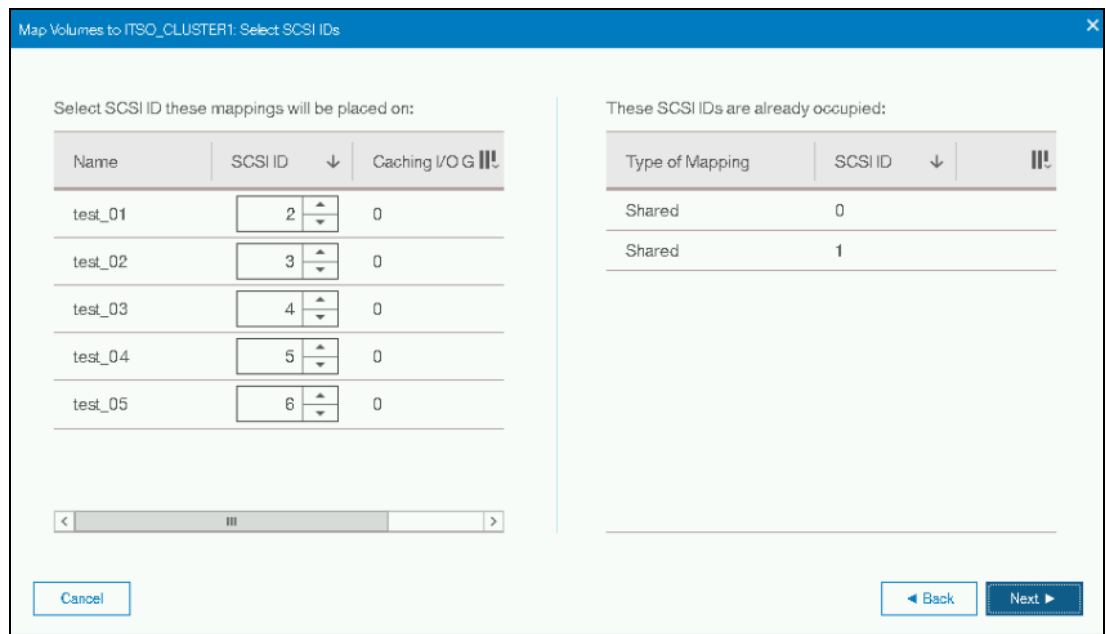 Map Volumes to ITSO_CLUSTER1: Select SCSI IDs
Select SCSI ID these mappings will be placed on:
Name SCSI ID Caching I/O G
test_01 2 0
test_02 3 0
test_03 4 0
test_04 5 0
test_05 6 0
These SCSI IDs are already occupied:
Type of Mapping SCSI ID
Shared 0
Shared 1
Cancel
Back
Next